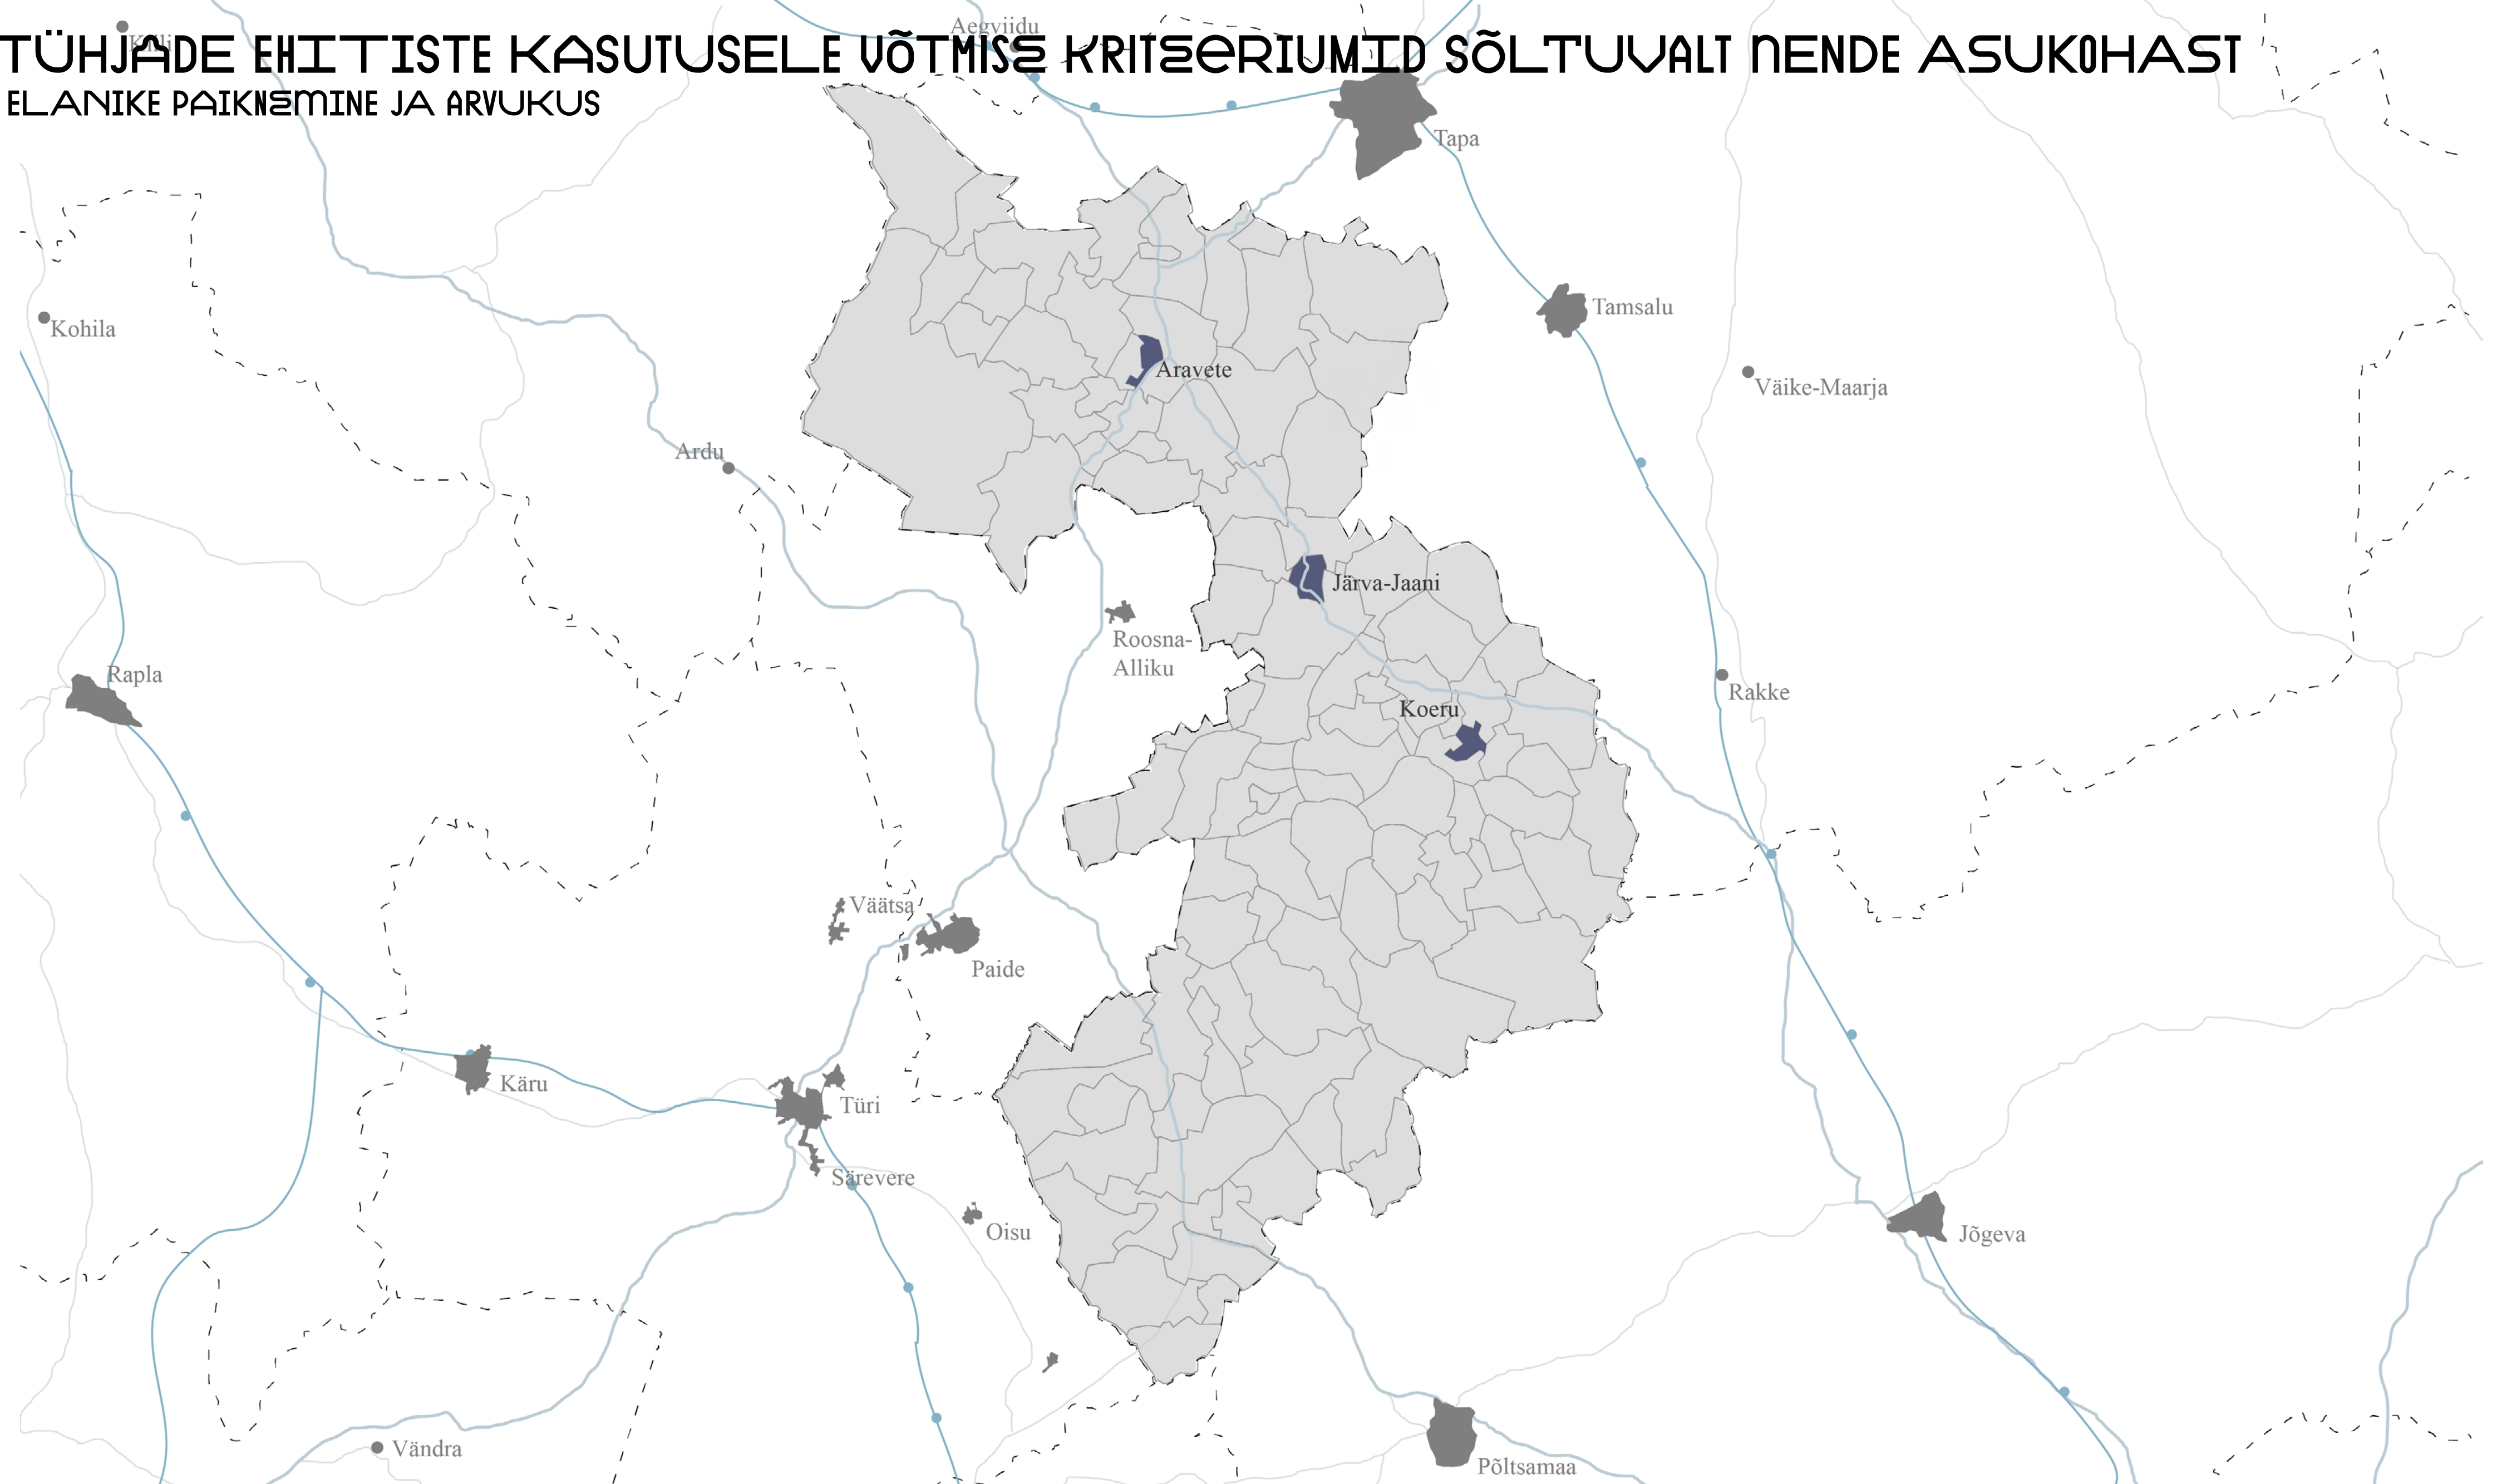 TÜHJADE EHITISTE KASUTUSELE VÕTMISE KRITSERIUMID SÕLTUVALT NENDE ASUKOHAST
ELANIKE PAIKNEMINE JA ARVUKUS
Aegviidu
Tapa
Tamsalu
Kohila
Aravete
Väike-Maarja
Ardu
Järva-Jaani
Roosna-
Alliku
Rapla
Rakke
Koeru
Väätsa
Paide
Käru
Türi
Särevere
Oisu
Jõgeva
Vändra
Põltsamaa